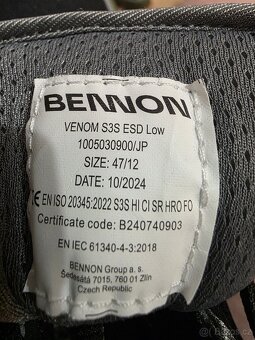 BENNON
VENOM S3S ESD Low
1005030900/JP
SIZE: 47/12
DATE: 10/2024
CE EN ISO 20345:2022 S3S HI CI SR HRO FO
Certificate code: B240740903
EN IEC 61340-4-3:2018
BENNON Group a. s.
Šedesátá 7015, 760 01 Zlín
Czech Republic